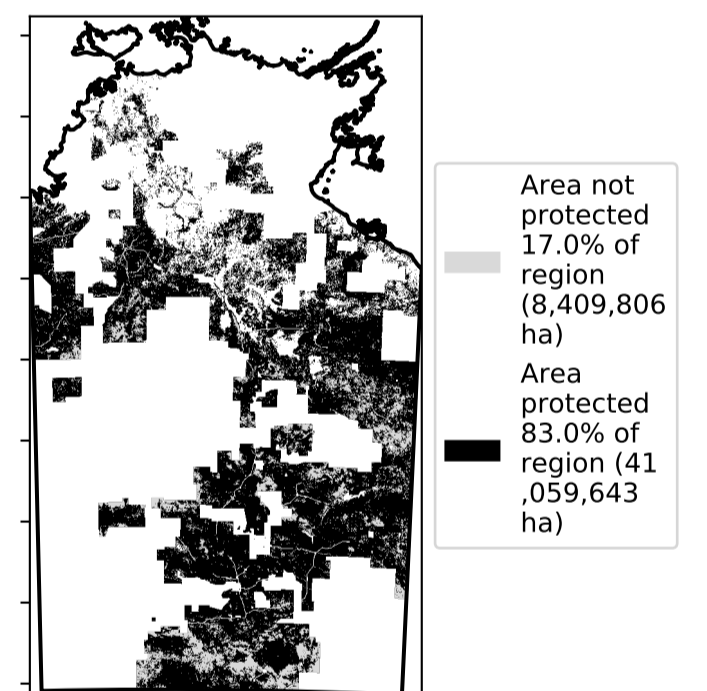 Area not
protected
17.0% of
region
(8,409,806
ha)
Area
protected
83.0% of
region (41
,059,643
ha)